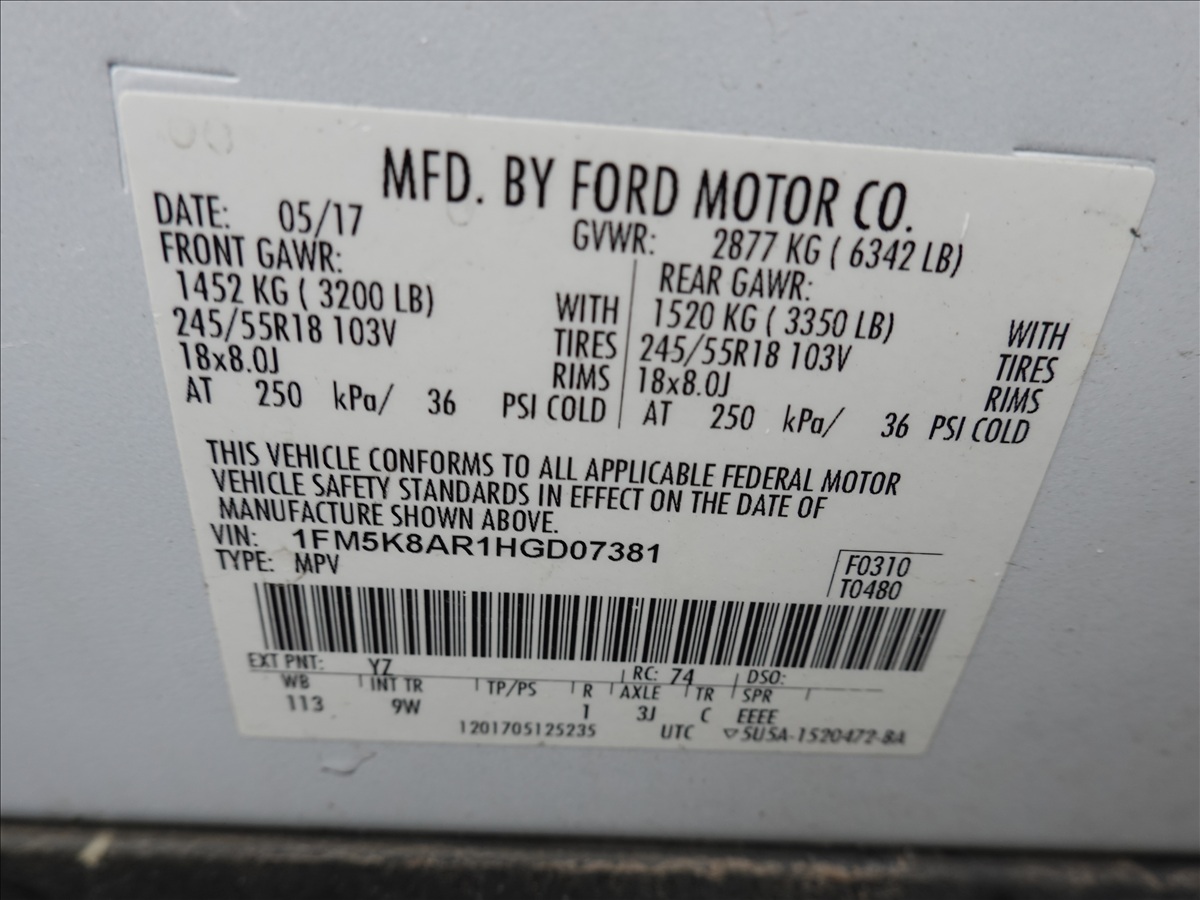 MFD. BY FORD MOTOR CO.
DATE: 05/17 GVWR: 2877 KG ( 6342 LB)
FRONT GAWR: REAR GAWR:
1452 KG ( 3200 LB) WITH 1520 KG ( 3350 LB) WITH
245/55R18 103V TIRES 245/55R18 103V TIRES
18x8.0J RIMS 18x8.0J RIMS
AT 250 kPa/ 36 PSI COLD AT 250 kPa/ 36 PSI COLD
THIS VEHICLE CONFORMS TO ALL APPLICABLE FEDERAL MOTOR
VEHICLE SAFETY STANDARDS IN EFFECT ON THE DATE OF
MANUFACTURE SHOWN ABOVE.
VIN: 1FM5K8AR1HGD07381
TYPE: MPV F0310
T0480
EXT PNT: YZ RC: 74 DSO:
WB INT TR TP/PS R AXLE TR SPR
113 9W 1 3J C EEEE
1201705125235 UTC ▽5U5A-1520472-BA